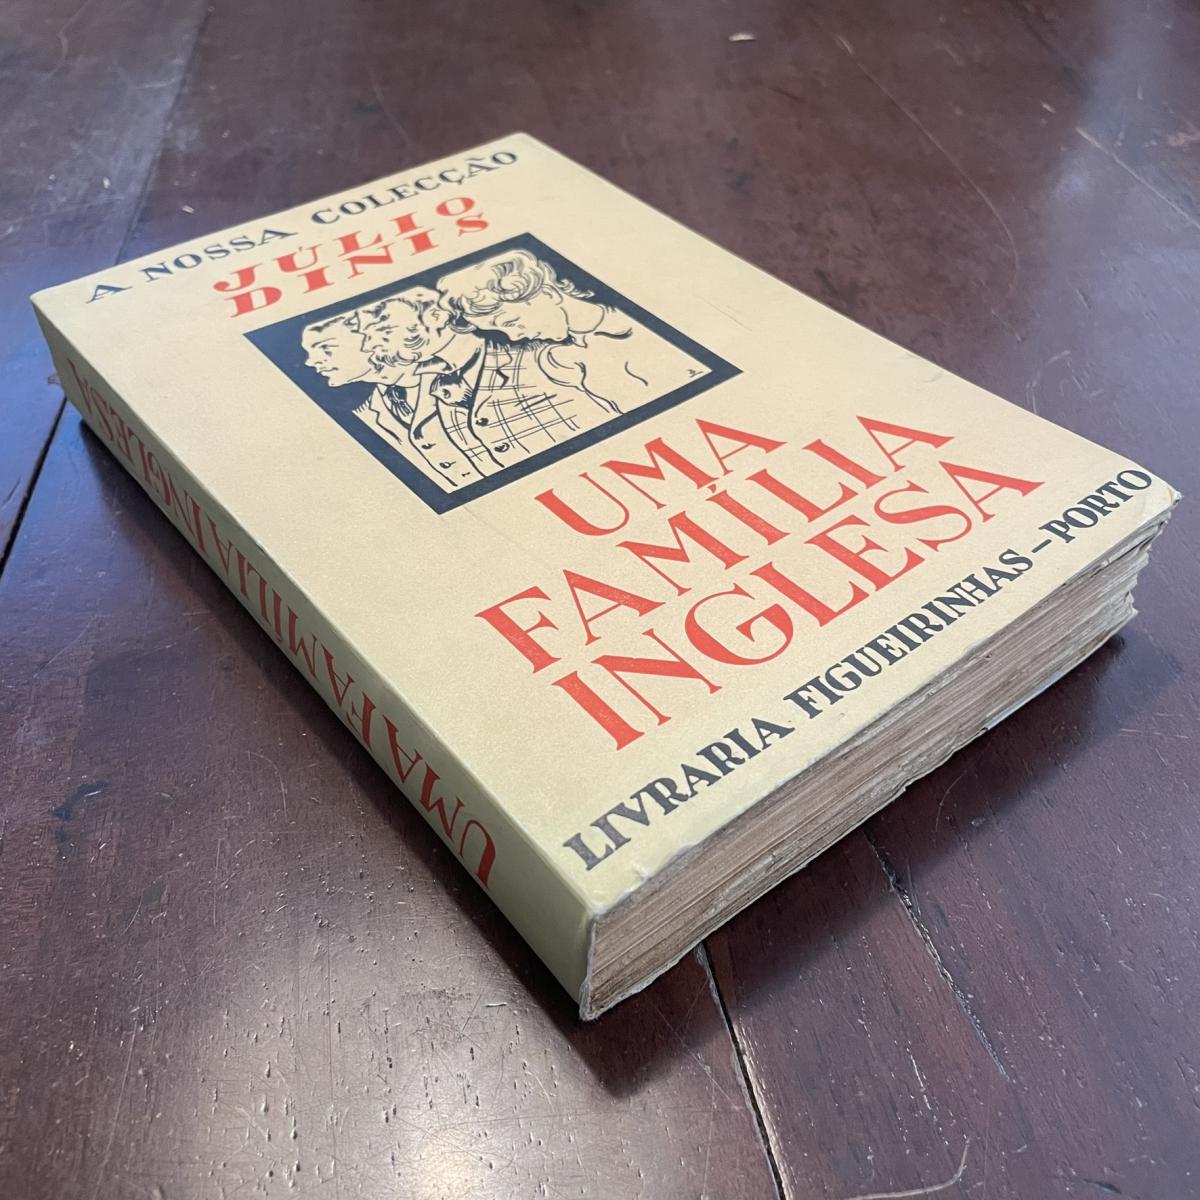 A NOSSA COLECÇÃO
JÚLIO
DINIS
UMA
FAMÍLIA
INGLESA
LIVRARIA FIGUEIRINHAS – PORTO
UMA FAMÍLIA INGLESA